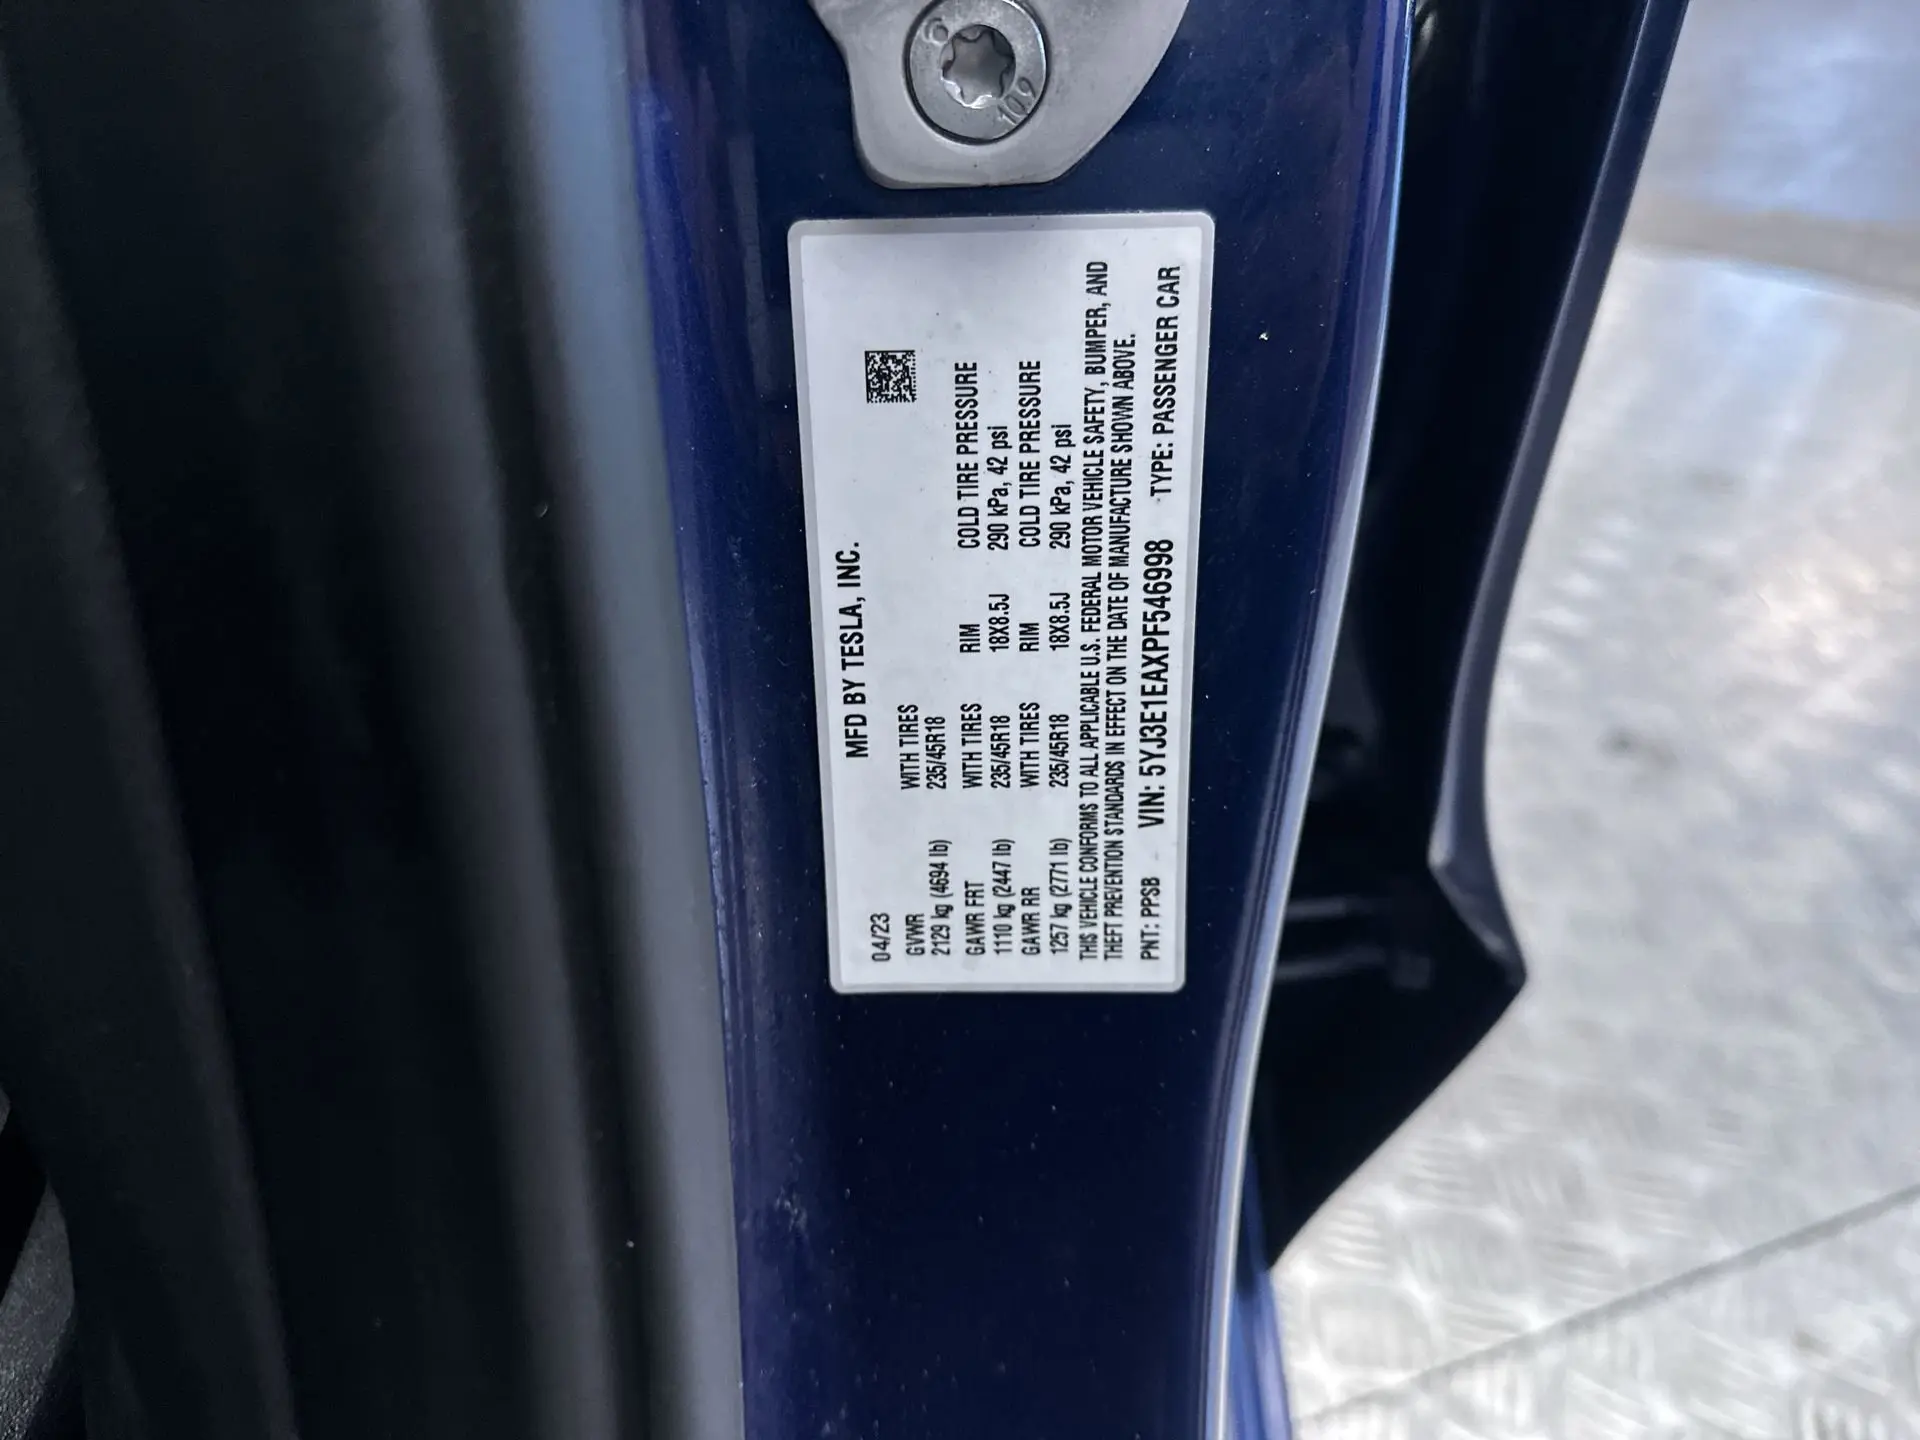 10.9
MFD BY TESLA, INC.
04/23
GVWR WITH TIRES
2129 kg (4694 lb) 235/45R18
GAWR FRT WITH TIRES RIM COLD TIRE PRESSURE
1110 kg (2447 lb) 235/45R18 18X8.5J 290 kPa, 42 psi
GAWR RR WITH TIRES RIM COLD TIRE PRESSURE
1257 kg (2771 lb) 235/45R18 18X8.5J 290 kPa, 42 psi
THIS VEHICLE CONFORMS TO ALL APPLICABLE U.S. FEDERAL MOTOR VEHICLE SAFETY, BUMPER, AND
THEFT PREVENTION STANDARDS IN EFFECT ON THE DATE OF MANUFACTURE SHOWN ABOVE.
PNT: PPSB VIN: 5YJ3E1EAXPF546998 TYPE: PASSENGER CAR